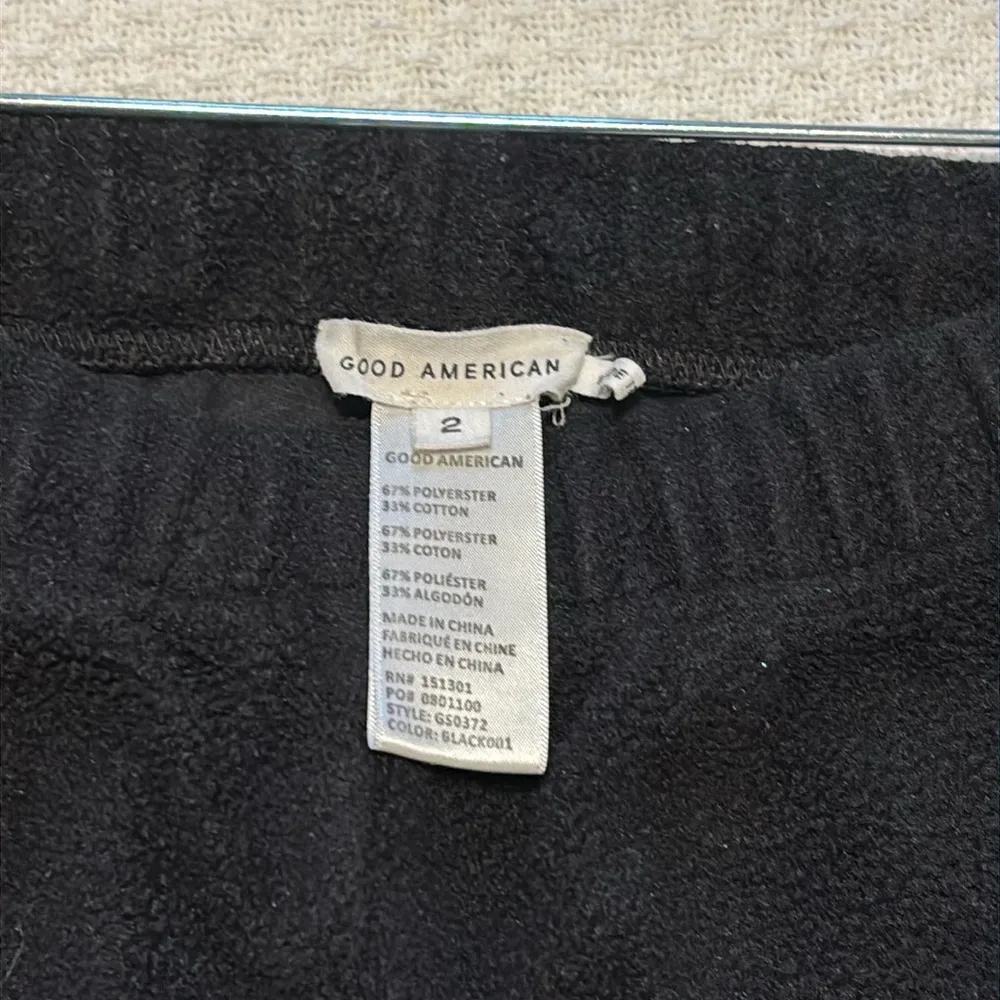 GOOD AMERICAN
2
GOOD AMERICAN
67% POLYERSTER
33% COTTON
67% POLYERSTER
33% COTON
67% POLIÉSTER
33% ALGODÓN
MADE IN CHINA
FABRIQUÉ EN CHINE
HECHO EN CHINA
RN# 151301
PO# 0801100
STYLE: GS0372
COLOR: BLACK001